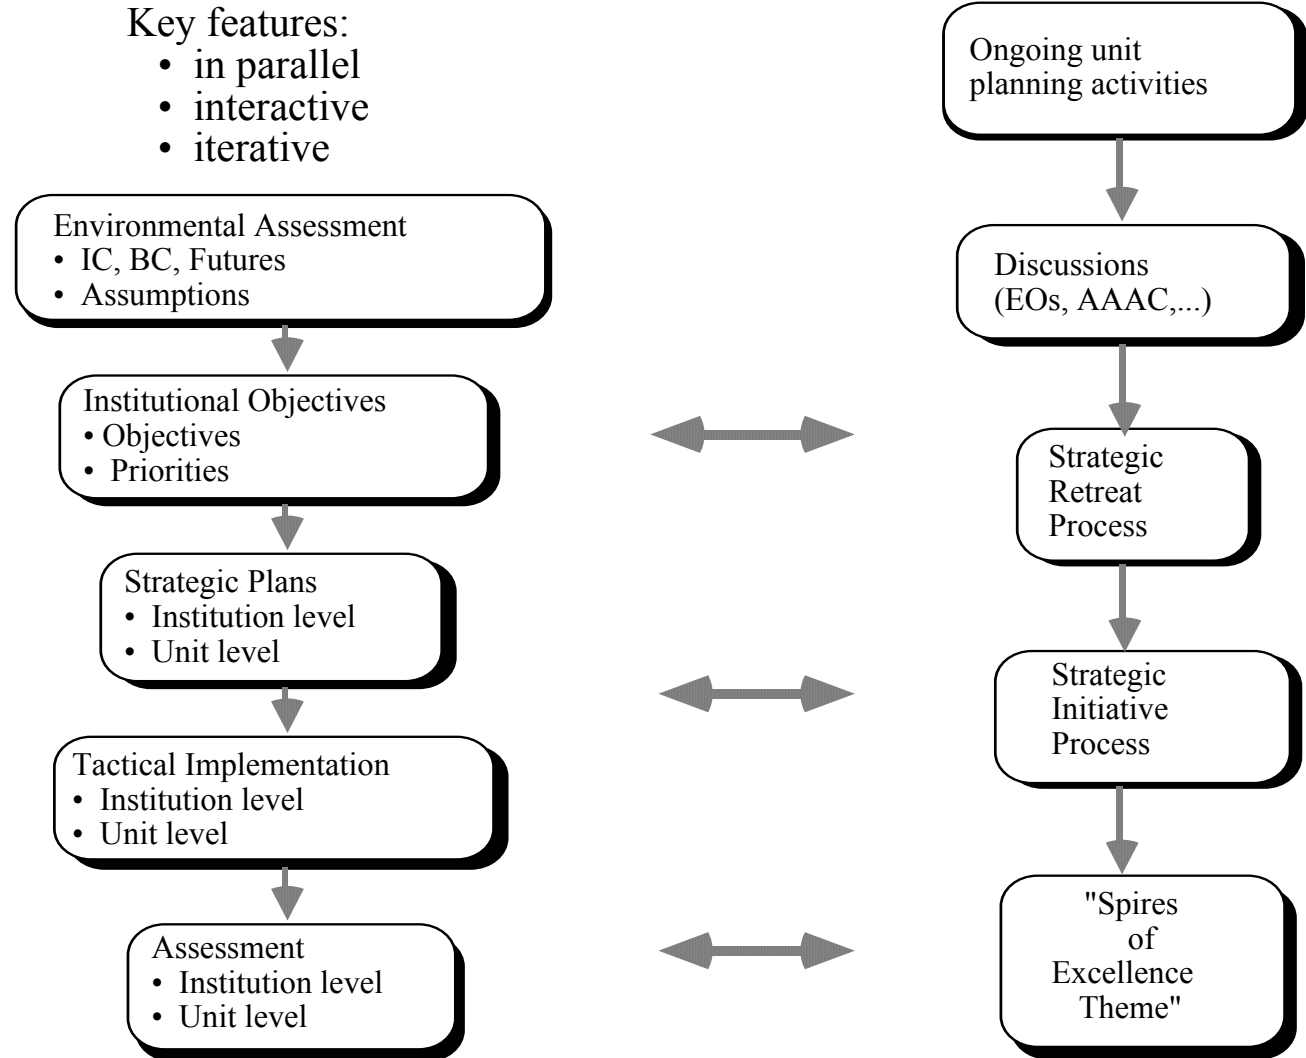 Key features:
• in parallel
• interactive
• iterative
Environmental Assessment
• IC, BC, Futures
• Assumptions
Institutional Objectives
• Objectives
• Priorities
Strategic Plans
• Institution level
• Unit level
Tactical Implementation
• Institution level
• Unit level
Assessment
• Institution level
• Unit level
Ongoing unit
planning activities
Discussions
(EOs, AAAC,...)
Strategic
Retreat
Process
Strategic
Initiative
Process
"Spires
of
Excellence
Theme"